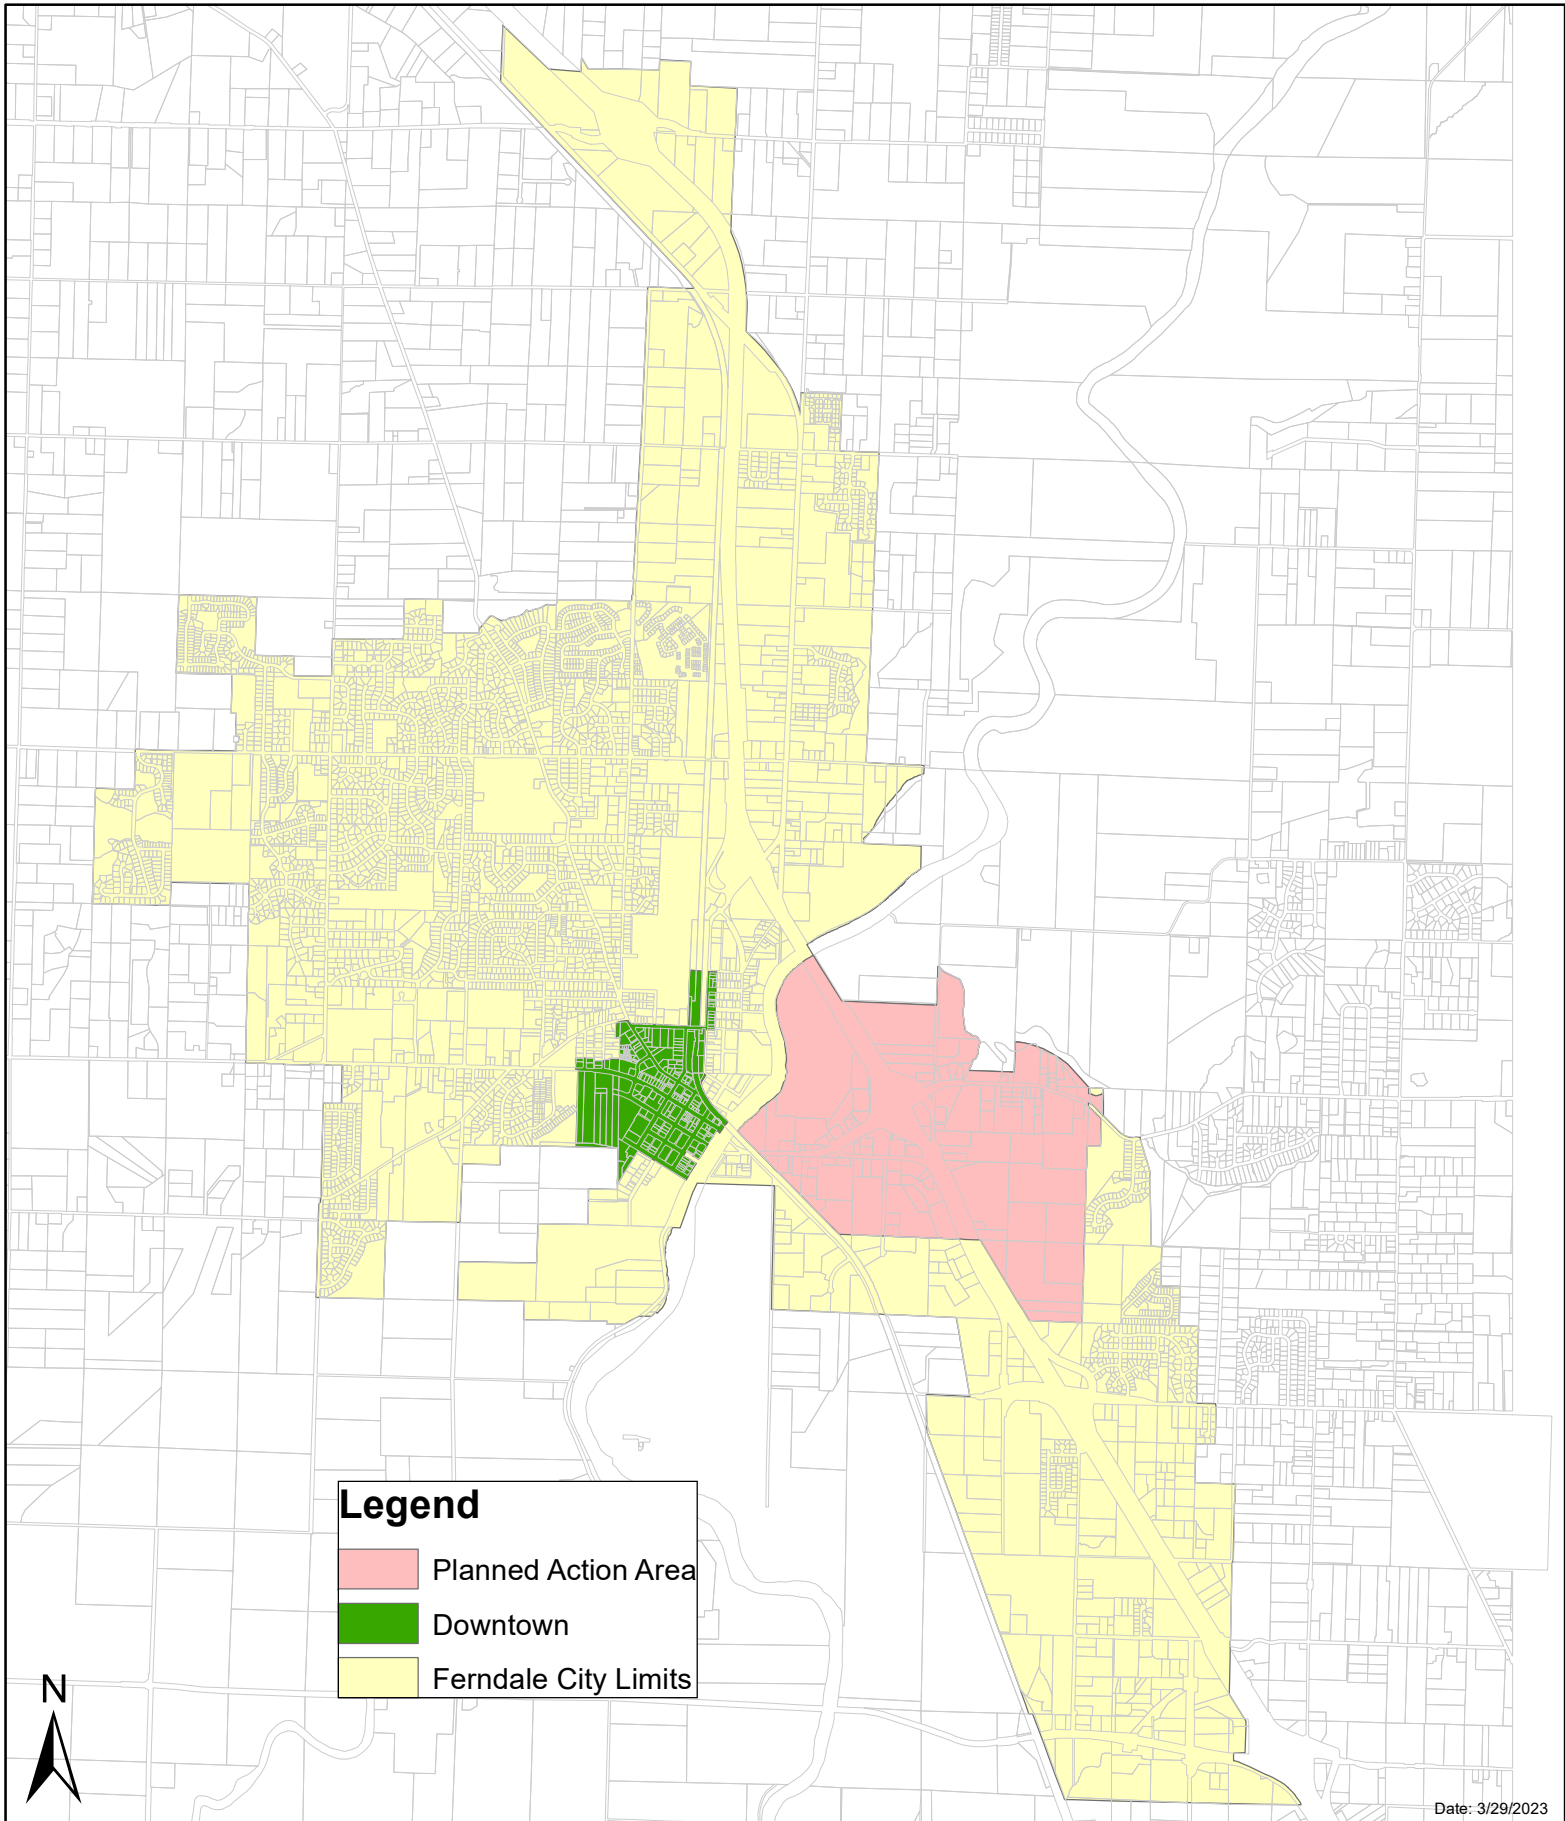 Legend
Planned Action Area
Downtown
Ferndale City Limits
N
Date: 3/29/2023